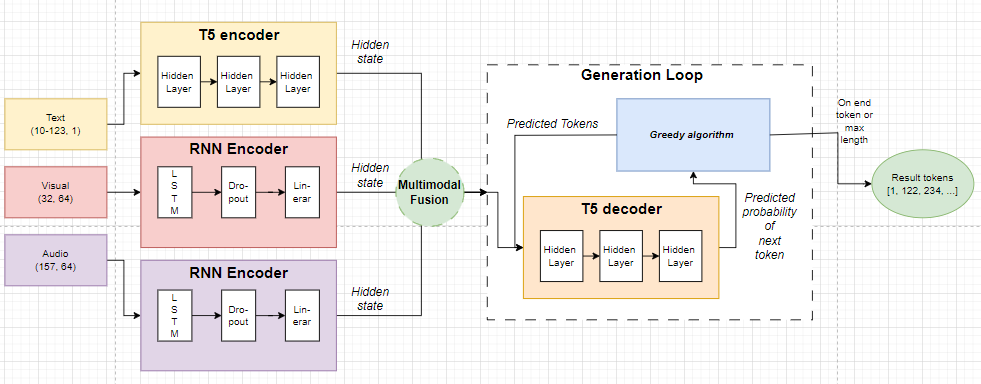 T5 encoder
Hidden
Layer
Hidden
Layer
Hidden
Layer
Hidden
state
Text
(10-123, 1)
RNN Encoder
L
S
T
M
Dro-
pout
Lin-
erar
Hidden
state
Visual
(32, 64)
Audio
(157, 64)
RNN Encoder
L
S
T
M
Dro-
pout
Lin-
erar
Hidden
state
Multimodal
Fusion
Generation Loop
Predicted Tokens
Greedy algorithm
T5 decoder
Hidden
Layer
Hidden
Layer
Hidden
Layer
Predicted
probability
of
next
token
On end
token or
max
length
Result tokens
[1, 122, 234, ...]